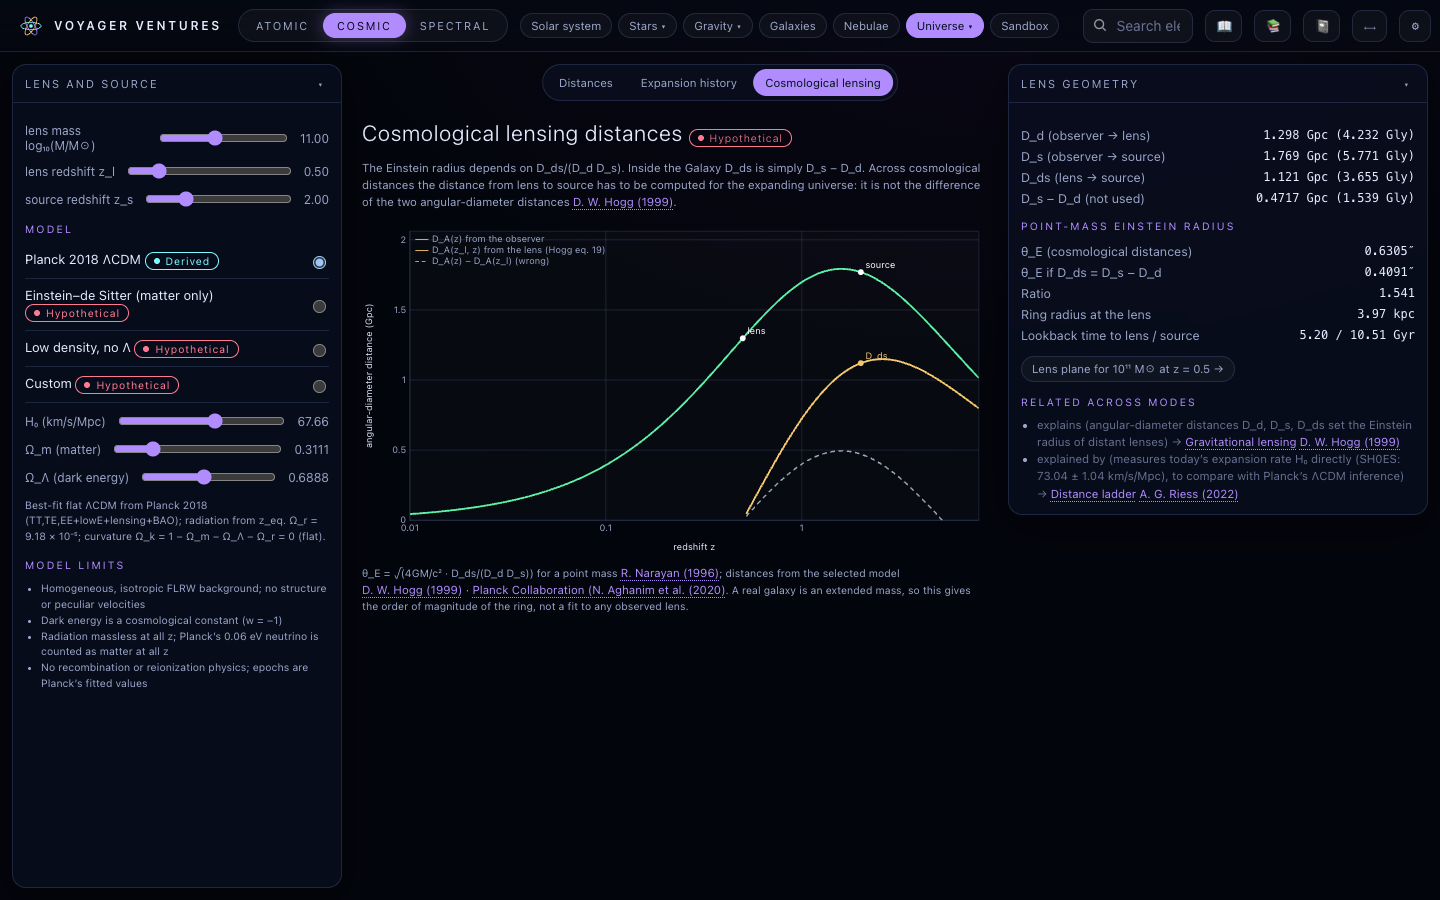 VOYAGER VENTURES
ATOMIC COSMIC SPECTRAL
Solar system Stars ▾ Gravity ▾ Galaxies Nebulae Universe ▾ Sandbox
Search ele
LENS AND SOURCE ▾
lens mass
log₁₀(M/M☉) 11.00
lens redshift z_l 0.50
source redshift z_s 2.00
MODEL
Planck 2018 ΛCDM Derived
Einstein–de Sitter (matter only)
Hypothetical
Low density, no Λ Hypothetical
Custom Hypothetical
H₀ (km/s/Mpc) 67.66
Ω_m (matter) 0.3111
Ω_Λ (dark energy) 0.6888
Best-fit flat ΛCDM from Planck 2018
(TT,TE,EE+lowE+lensing+BAO); radiation from z_eq. Ω_r =
9.18 × 10⁻⁵; curvature Ω_k = 1 − Ω_m − Ω_Λ − Ω_r = 0 (flat).
MODEL LIMITS
• Homogeneous, isotropic FLRW background; no structure
or peculiar velocities
• Dark energy is a cosmological constant (w = −1)
• Radiation massless at all z; Planck's 0.06 eV neutrino is
counted as matter at all z
• No recombination or reionization physics; epochs are
Planck's fitted values
Distances Expansion history Cosmological lensing
Cosmological lensing distances Hypothetical
The Einstein radius depends on D_ds/(D_d D_s). Inside the Galaxy D_ds is simply D_s − D_d. Across cosmological
distances the distance from lens to source has to be computed for the expanding universe: it is not the difference
of the two angular-diameter distances D. W. Hogg (1999).
D_A(z) from the observer
D_A(z_l, z) from the lens (Hogg eq. 19)
D_A(z) − D_A(z_l) (wrong)
angular-diameter distance (Gpc)
2
1.5
1
0.5
0
source
lens
D_ds
0.01 0.1 1
redshift z
θ_E = √(4GM/c² · D_ds/(D_d D_s)) for a point mass R. Narayan (1996); distances from the selected model
D. W. Hogg (1999) · Planck Collaboration (N. Aghanim et al. (2020). A real galaxy is an extended mass, so this gives
the order of magnitude of the ring, not a fit to any observed lens.
LENS GEOMETRY ▾
D_d (observer → lens) 1.298 Gpc (4.232 Gly)
D_s (observer → source) 1.769 Gpc (5.771 Gly)
D_ds (lens → source) 1.121 Gpc (3.655 Gly)
D_s − D_d (not used) 0.4717 Gpc (1.539 Gly)
POINT-MASS EINSTEIN RADIUS
θ_E (cosmological distances) 0.6305″
θ_E if D_ds = D_s − D_d 0.4091″
Ratio 1.541
Ring radius at the lens 3.97 kpc
Lookback time to lens / source 5.20 / 10.51 Gyr
Lens plane for 10¹¹ M☉ at z = 0.5 →
RELATED ACROSS MODES
• explains (angular-diameter distances D_d, D_s, D_ds set the Einstein
radius of distant lenses) → Gravitational lensing D. W. Hogg (1999)
• explained by (measures today's expansion rate H₀ directly (SH0ES:
73.04 ± 1.04 km/s/Mpc), to compare with Planck's ΛCDM inference)
→ Distance ladder A. G. Riess (2022)